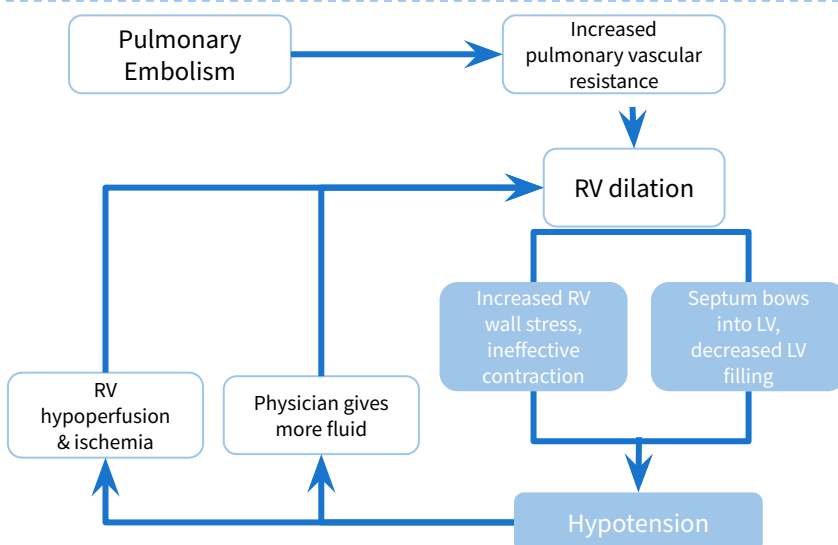 Pulmonary
Embolism
Increased
pulmonary vascular
resistance
RV dilation
Increased RV
wall stress,
ineffective
contraction
Septum bows
into LV,
decreased LV
filling
RV
hypoperfusion
& ischemia
Physician gives
more fluid
Hypotension